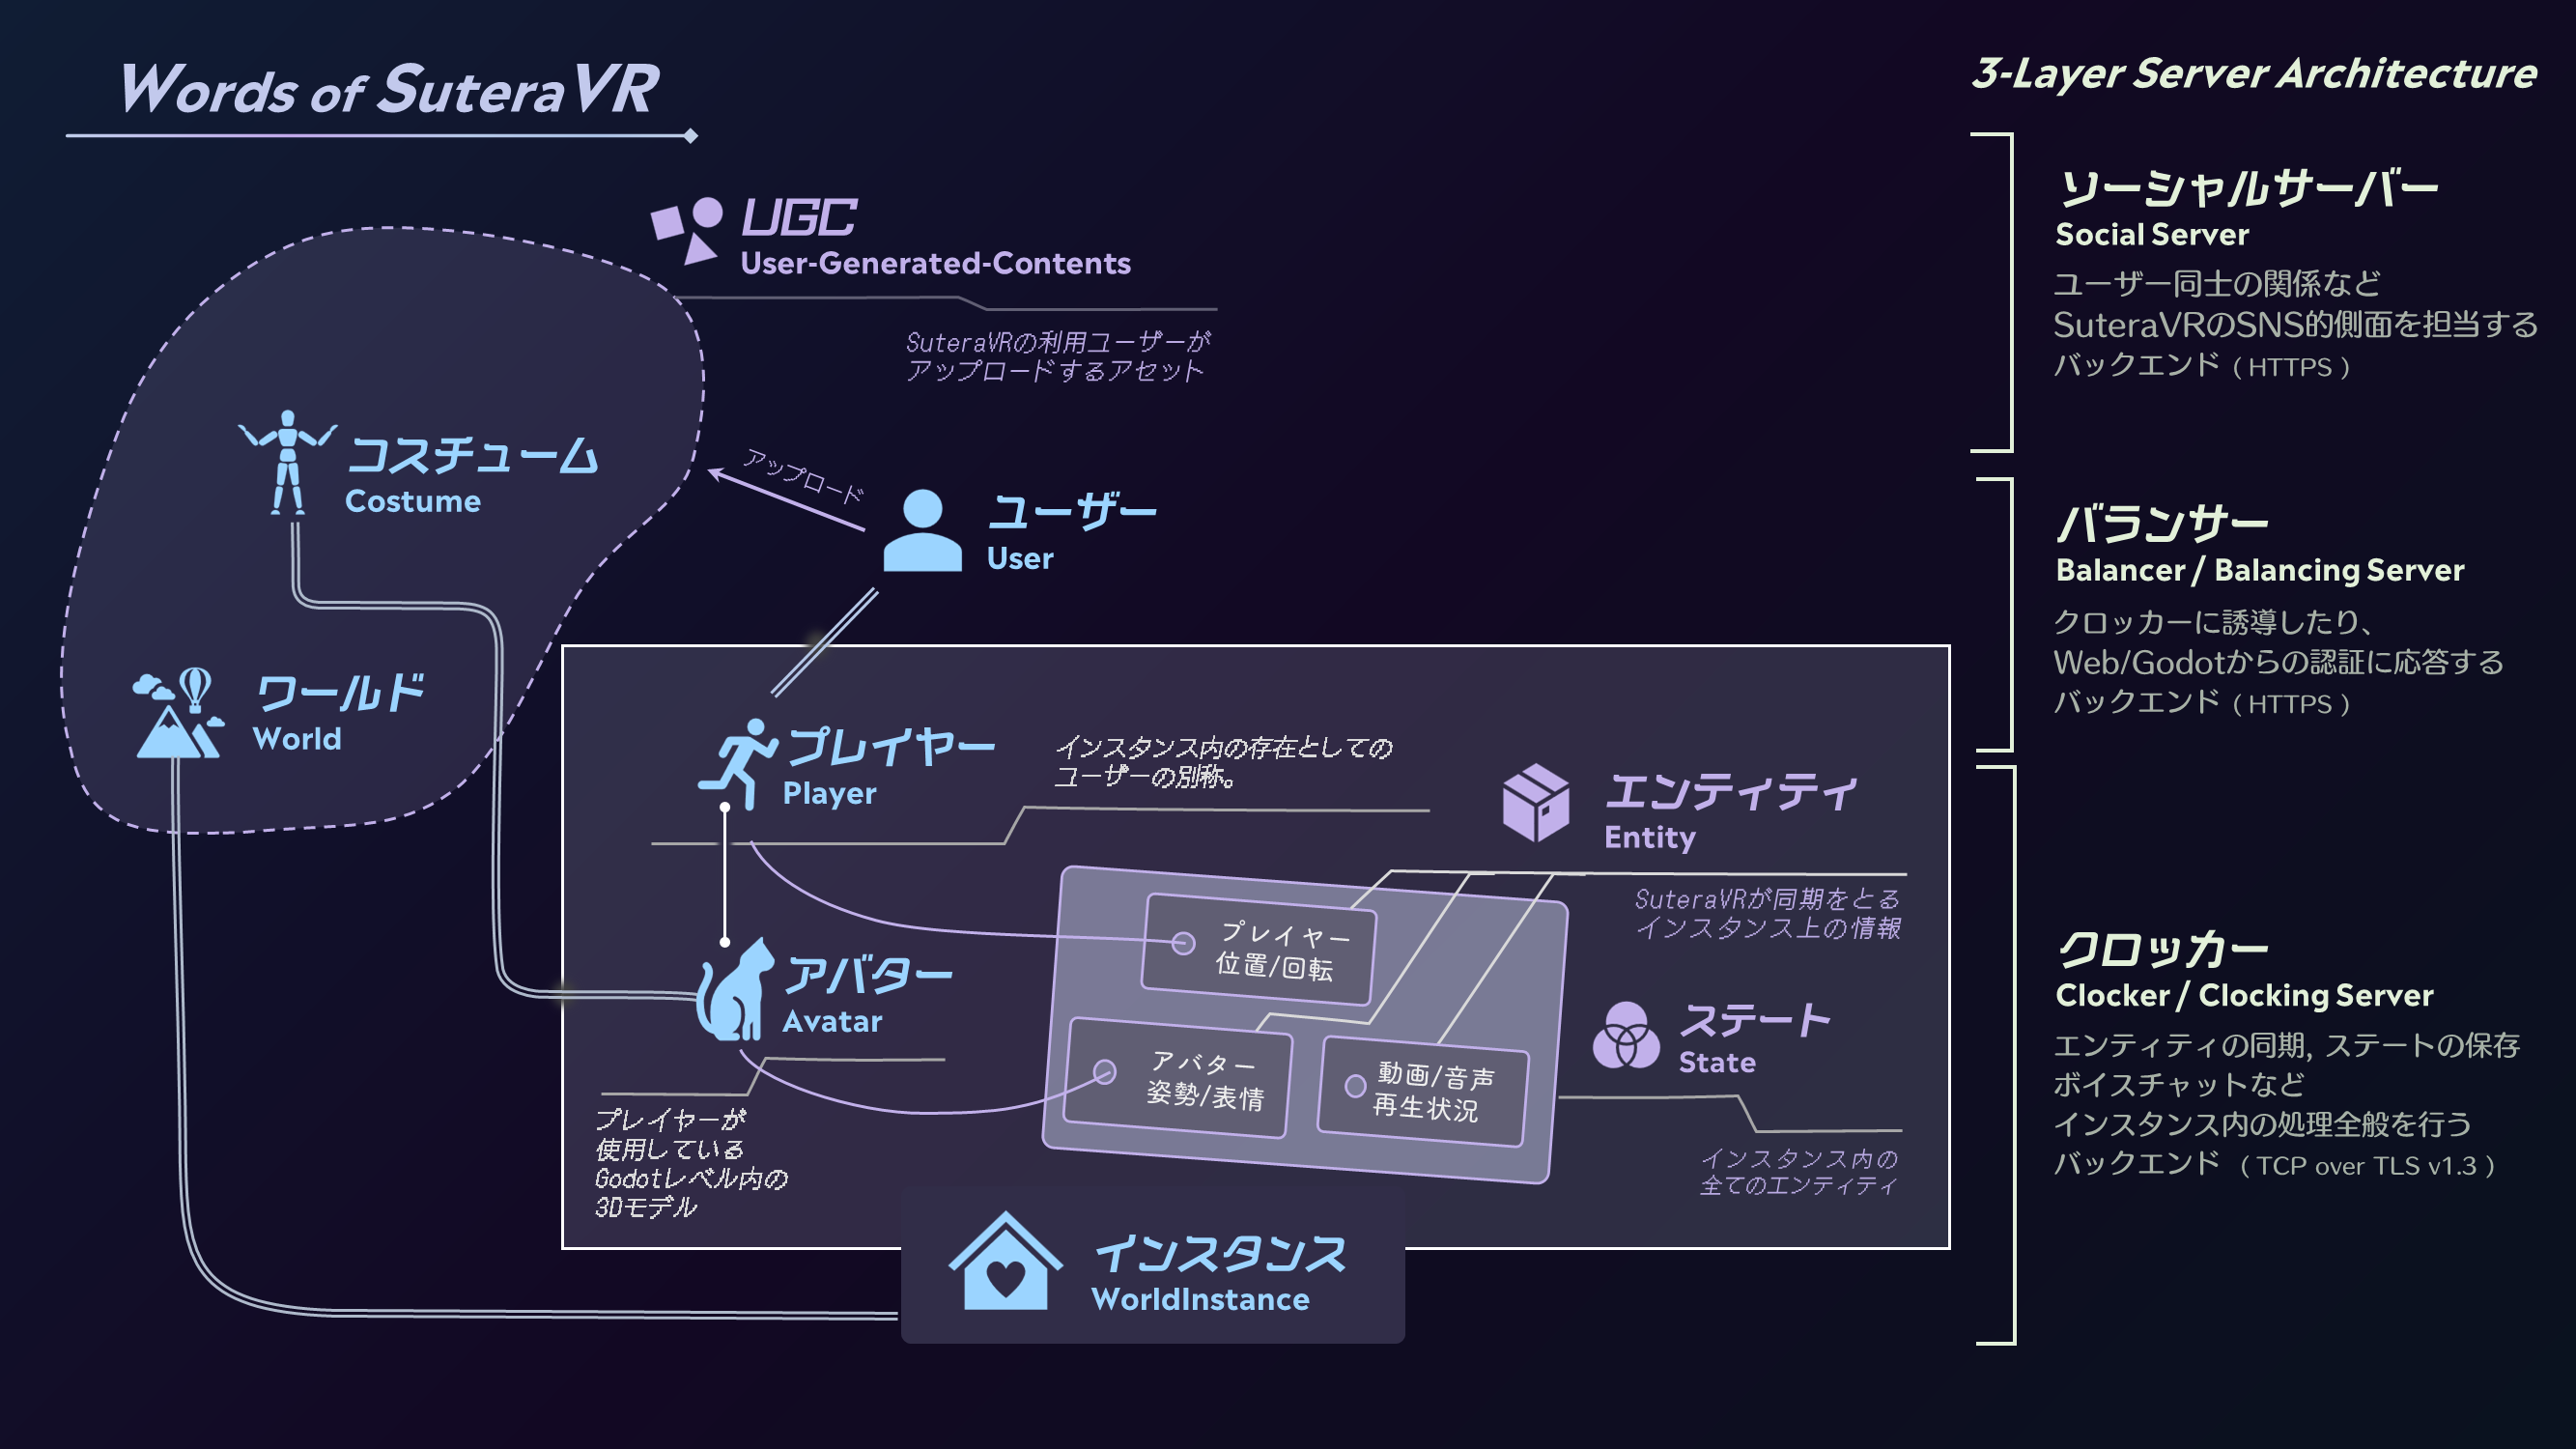 Words of SuteraVR
UGC
User-Generated-Contents
SuteraVRの利用ユーザーが
アップロードするアセット
コスチューム
Costume
アップロード
ユーザー
User
ワールド
World
プレイヤー
Player
インスタンス内の存在としての
ユーザーの別称。
エンティティ
Entity
SuteraVRが同期をとる
インスタンス上の情報
プレイヤー
位置/回転
アバター
Avatar
プレイヤーが
使用している
Godotレベル内の
3Dモデル
アバター
姿勢/表情
動画/音声
再生状況
ステート
State
インスタンス内の
全てのエンティティ
インスタンス
WorldInstance
3-Layer Server Architecture
ソーシャルサーバー
Social Server
ユーザー同士の関係など
SuteraVRのSNS的側面を担当する
バックエンド ( HTTPS )
バランサー
Balancer / Balancing Server
クロッカーに誘導したり、
Web/Godotからの認証に応答する
バックエンド ( HTTPS )
クロッカー
Clocker / Clocking Server
エンティティの同期, ステートの保存
ボイスチャットなど
インスタンス内の処理全般を行う
バックエンド ( TCP over TLS v1.3 )